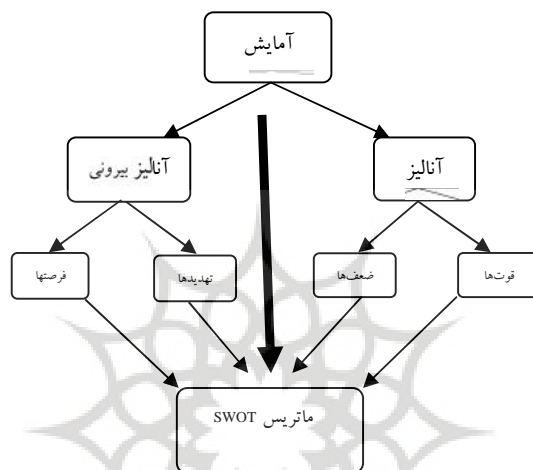 آمایش
آنالیز
آنالیز بیرونی
قوت‌ها
ضعف‌ها
تهدیدها
فرصتها
ماتریس SWOT